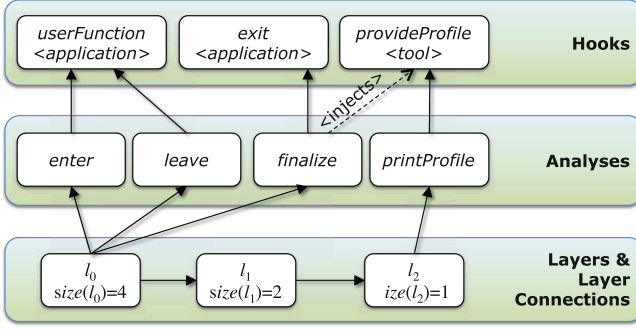 userFunction
<application>
exit
<application>
provideProfile
<tool>
Hooks
<injects>
enter
leave
finalize
printProfile
Analyses
l₀
size(l₀)=4
l₁
size(l₁)=2
l₂
ize(l₂)=1
Layers &
Layer
Connections